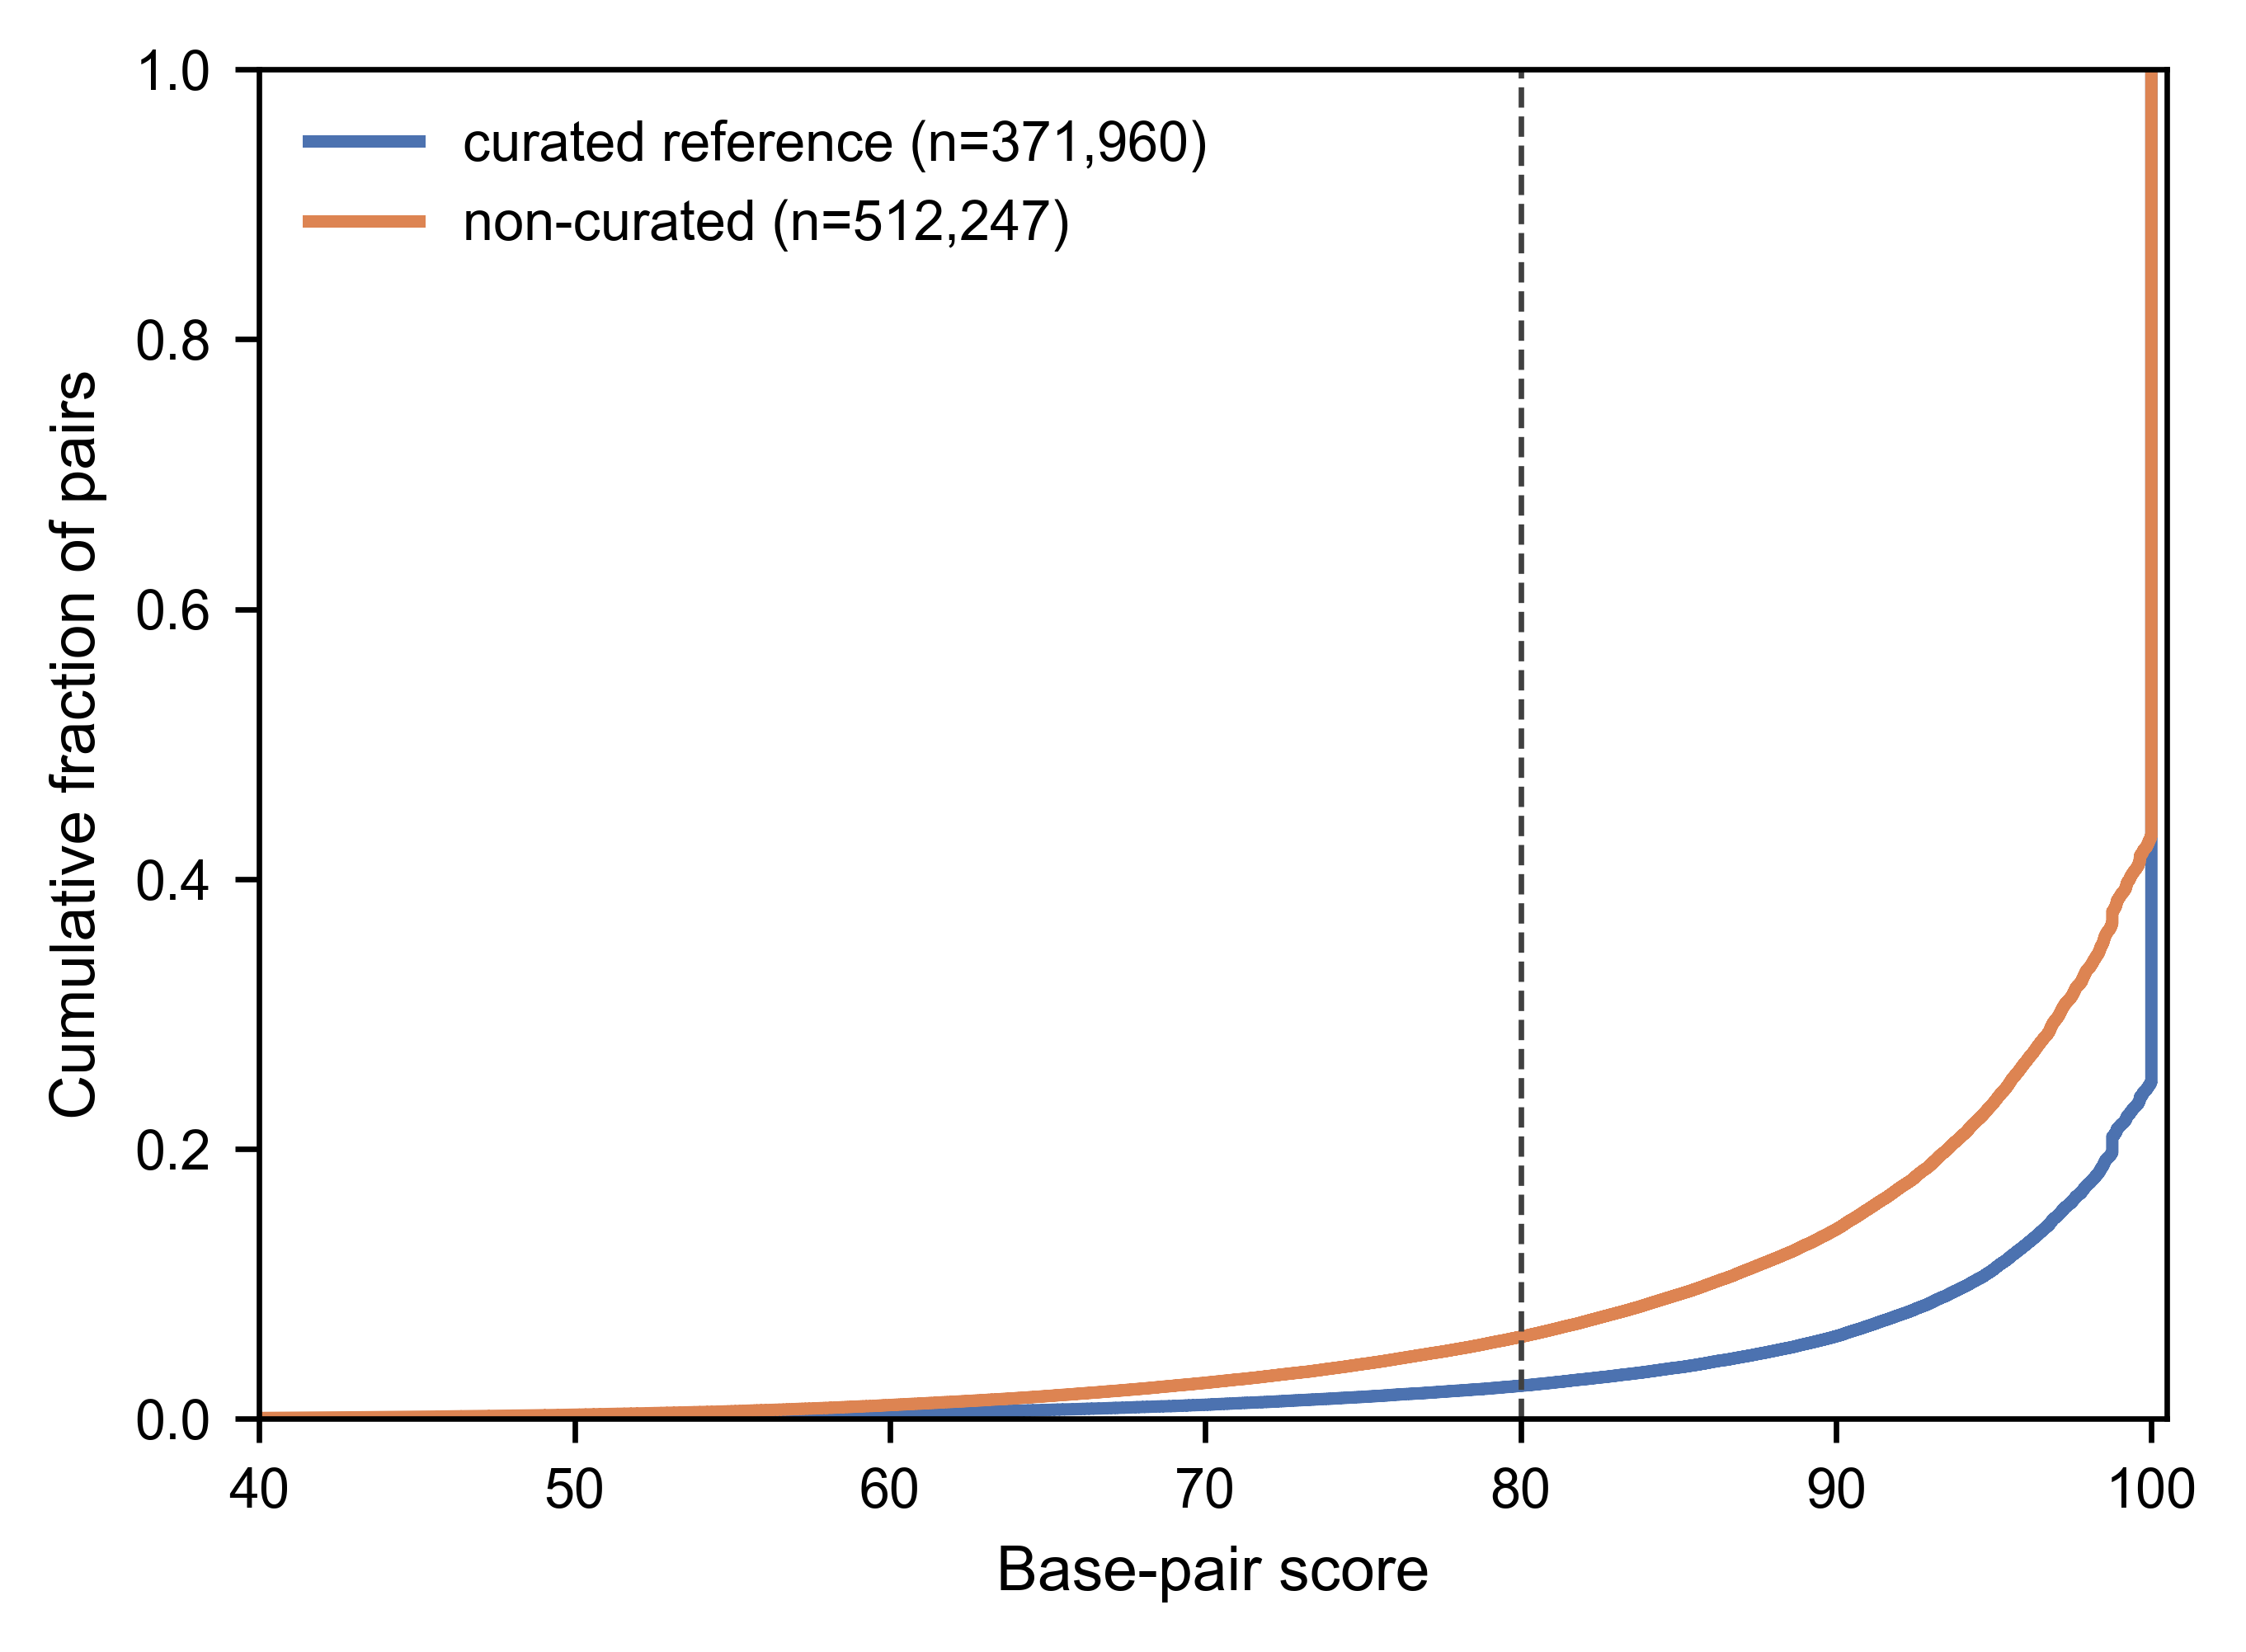 1.0
curated reference (n=371,960)
non-curated (n=512,247)
0.8
0.6
0.4
0.2
0.0
Cumulative fraction of pairs
40 50 60 70 80 90 100
Base-pair score